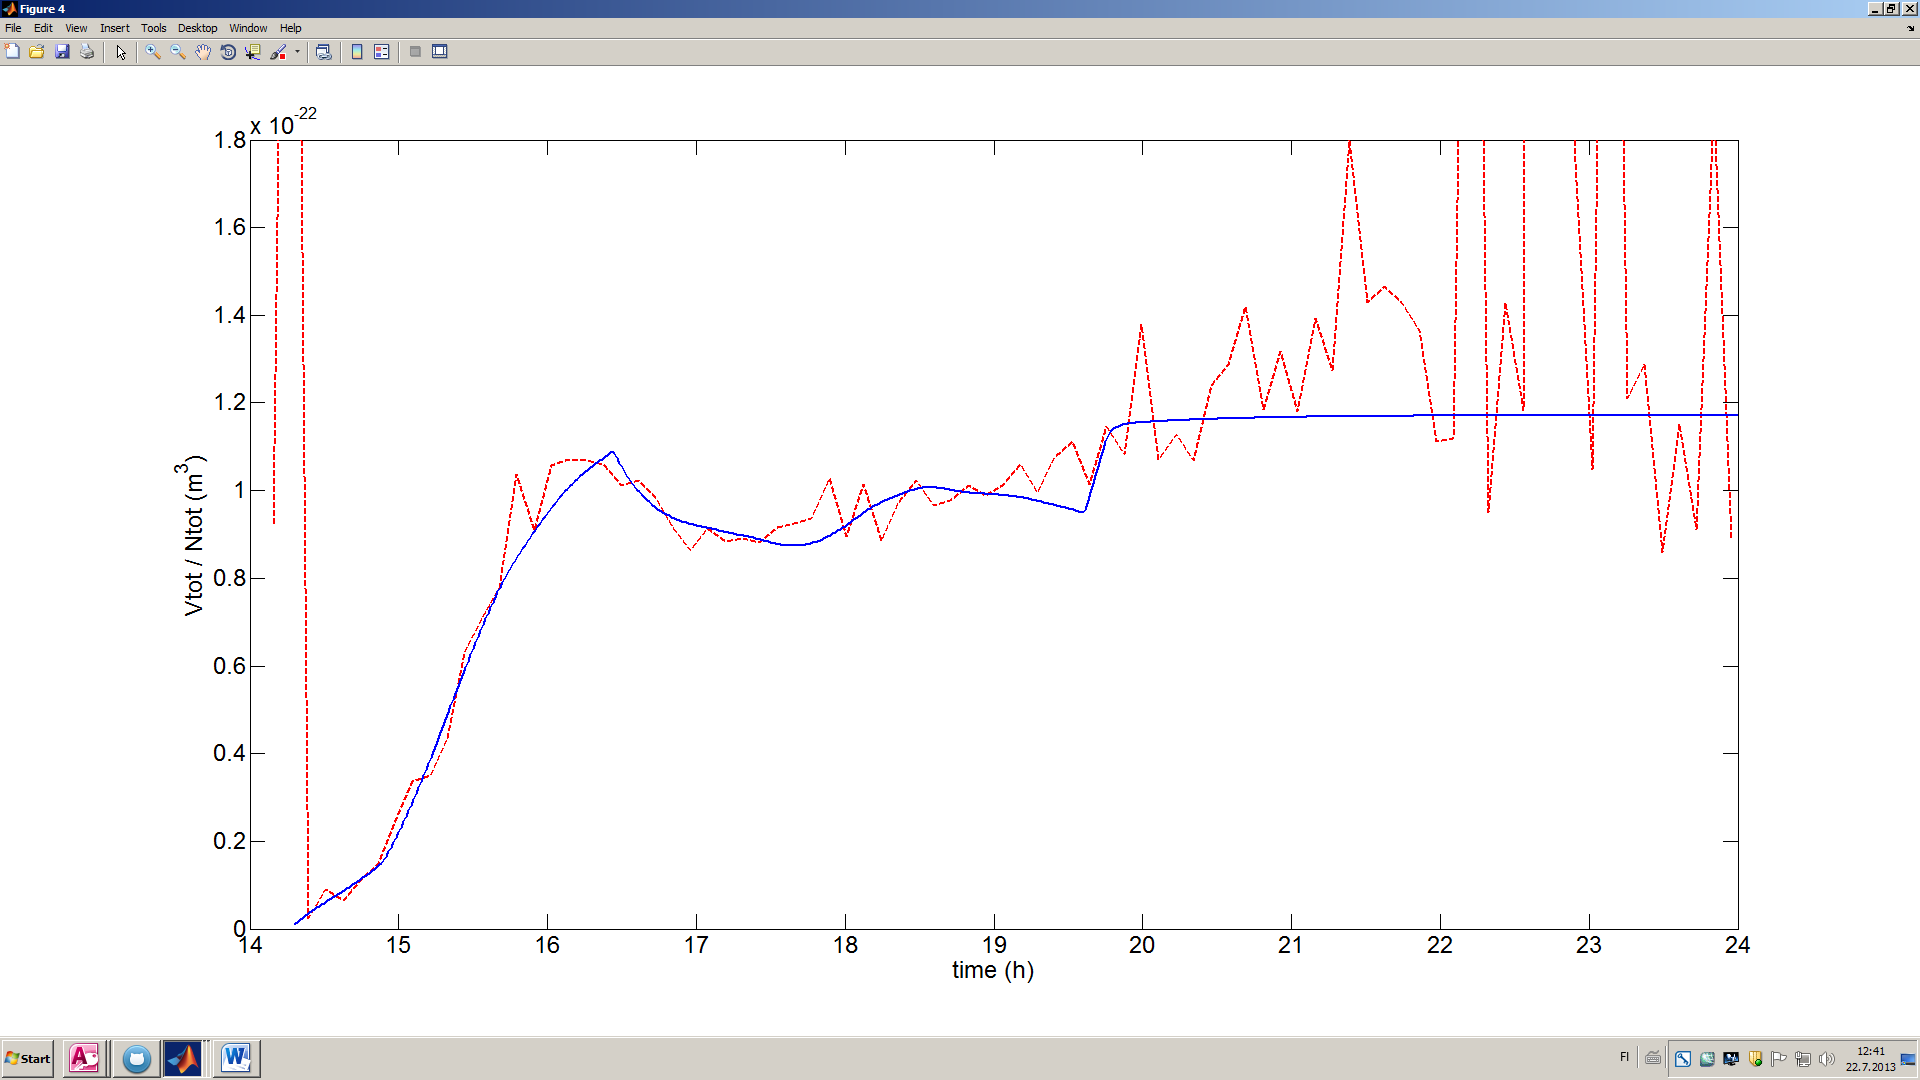 Figure 4
File Edit View Insert Tools Desktop Window Help
x 10^-22
1.8
1.6
1.4
1.2
1
0.8
0.6
0.4
0.2
0
Vtot / Ntot (m^3)
14 15 16 17 18 19 20 21 22 23 24
time (h)
Start
A
W
FI
12:41
22.7.2013